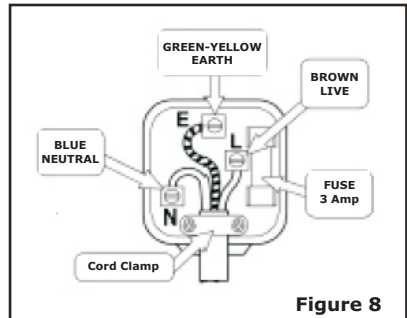 GREEN-YELLOW
EARTH
BROWN
LIVE
E
L
BLUE
NEUTRAL
FUSE
3 Amp
N
Cord Clamp
Figure 8